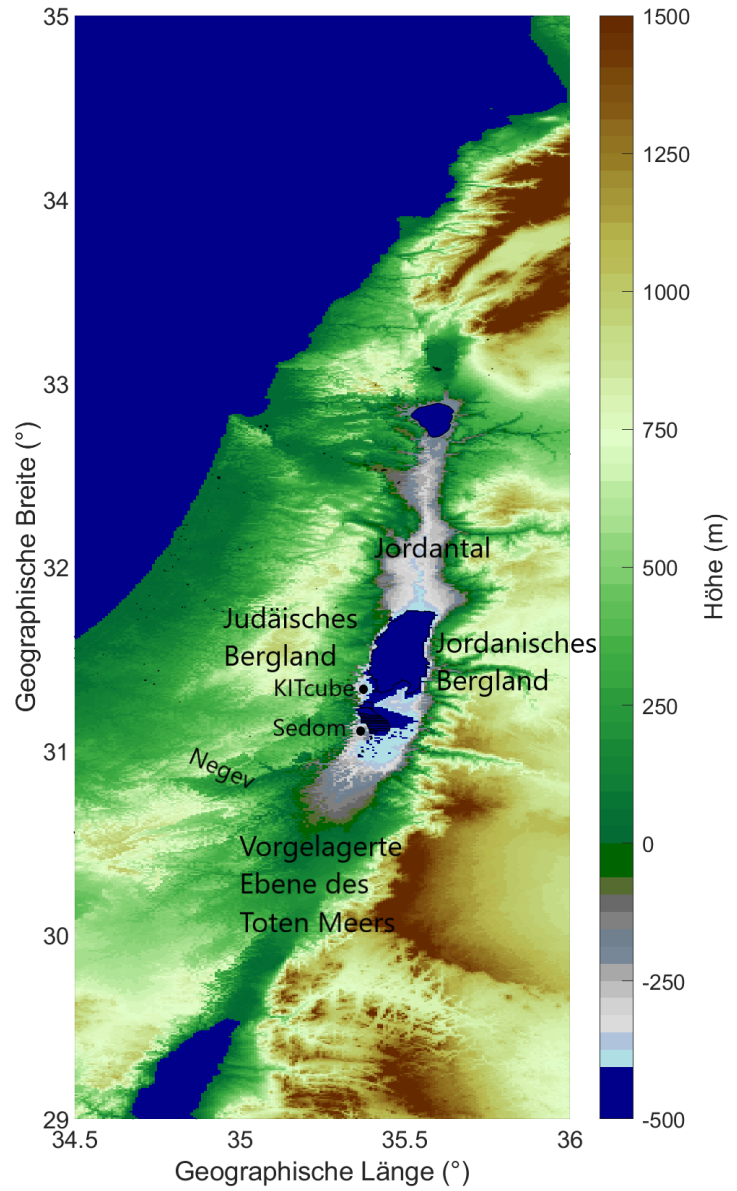 35
34
33
32
31
30
29
34.5
35
35.5
36
Geographische Länge (°)
Geographische Breite (°)
Jordantal
Judäisches
Bergland
Jordanisches
Bergland
KITcube
Sedom
Negev
Vorgelagerte
Ebene des
Toten Meers
1500
1250
1000
750
500
250
0
-250
-500
Höhe (m)